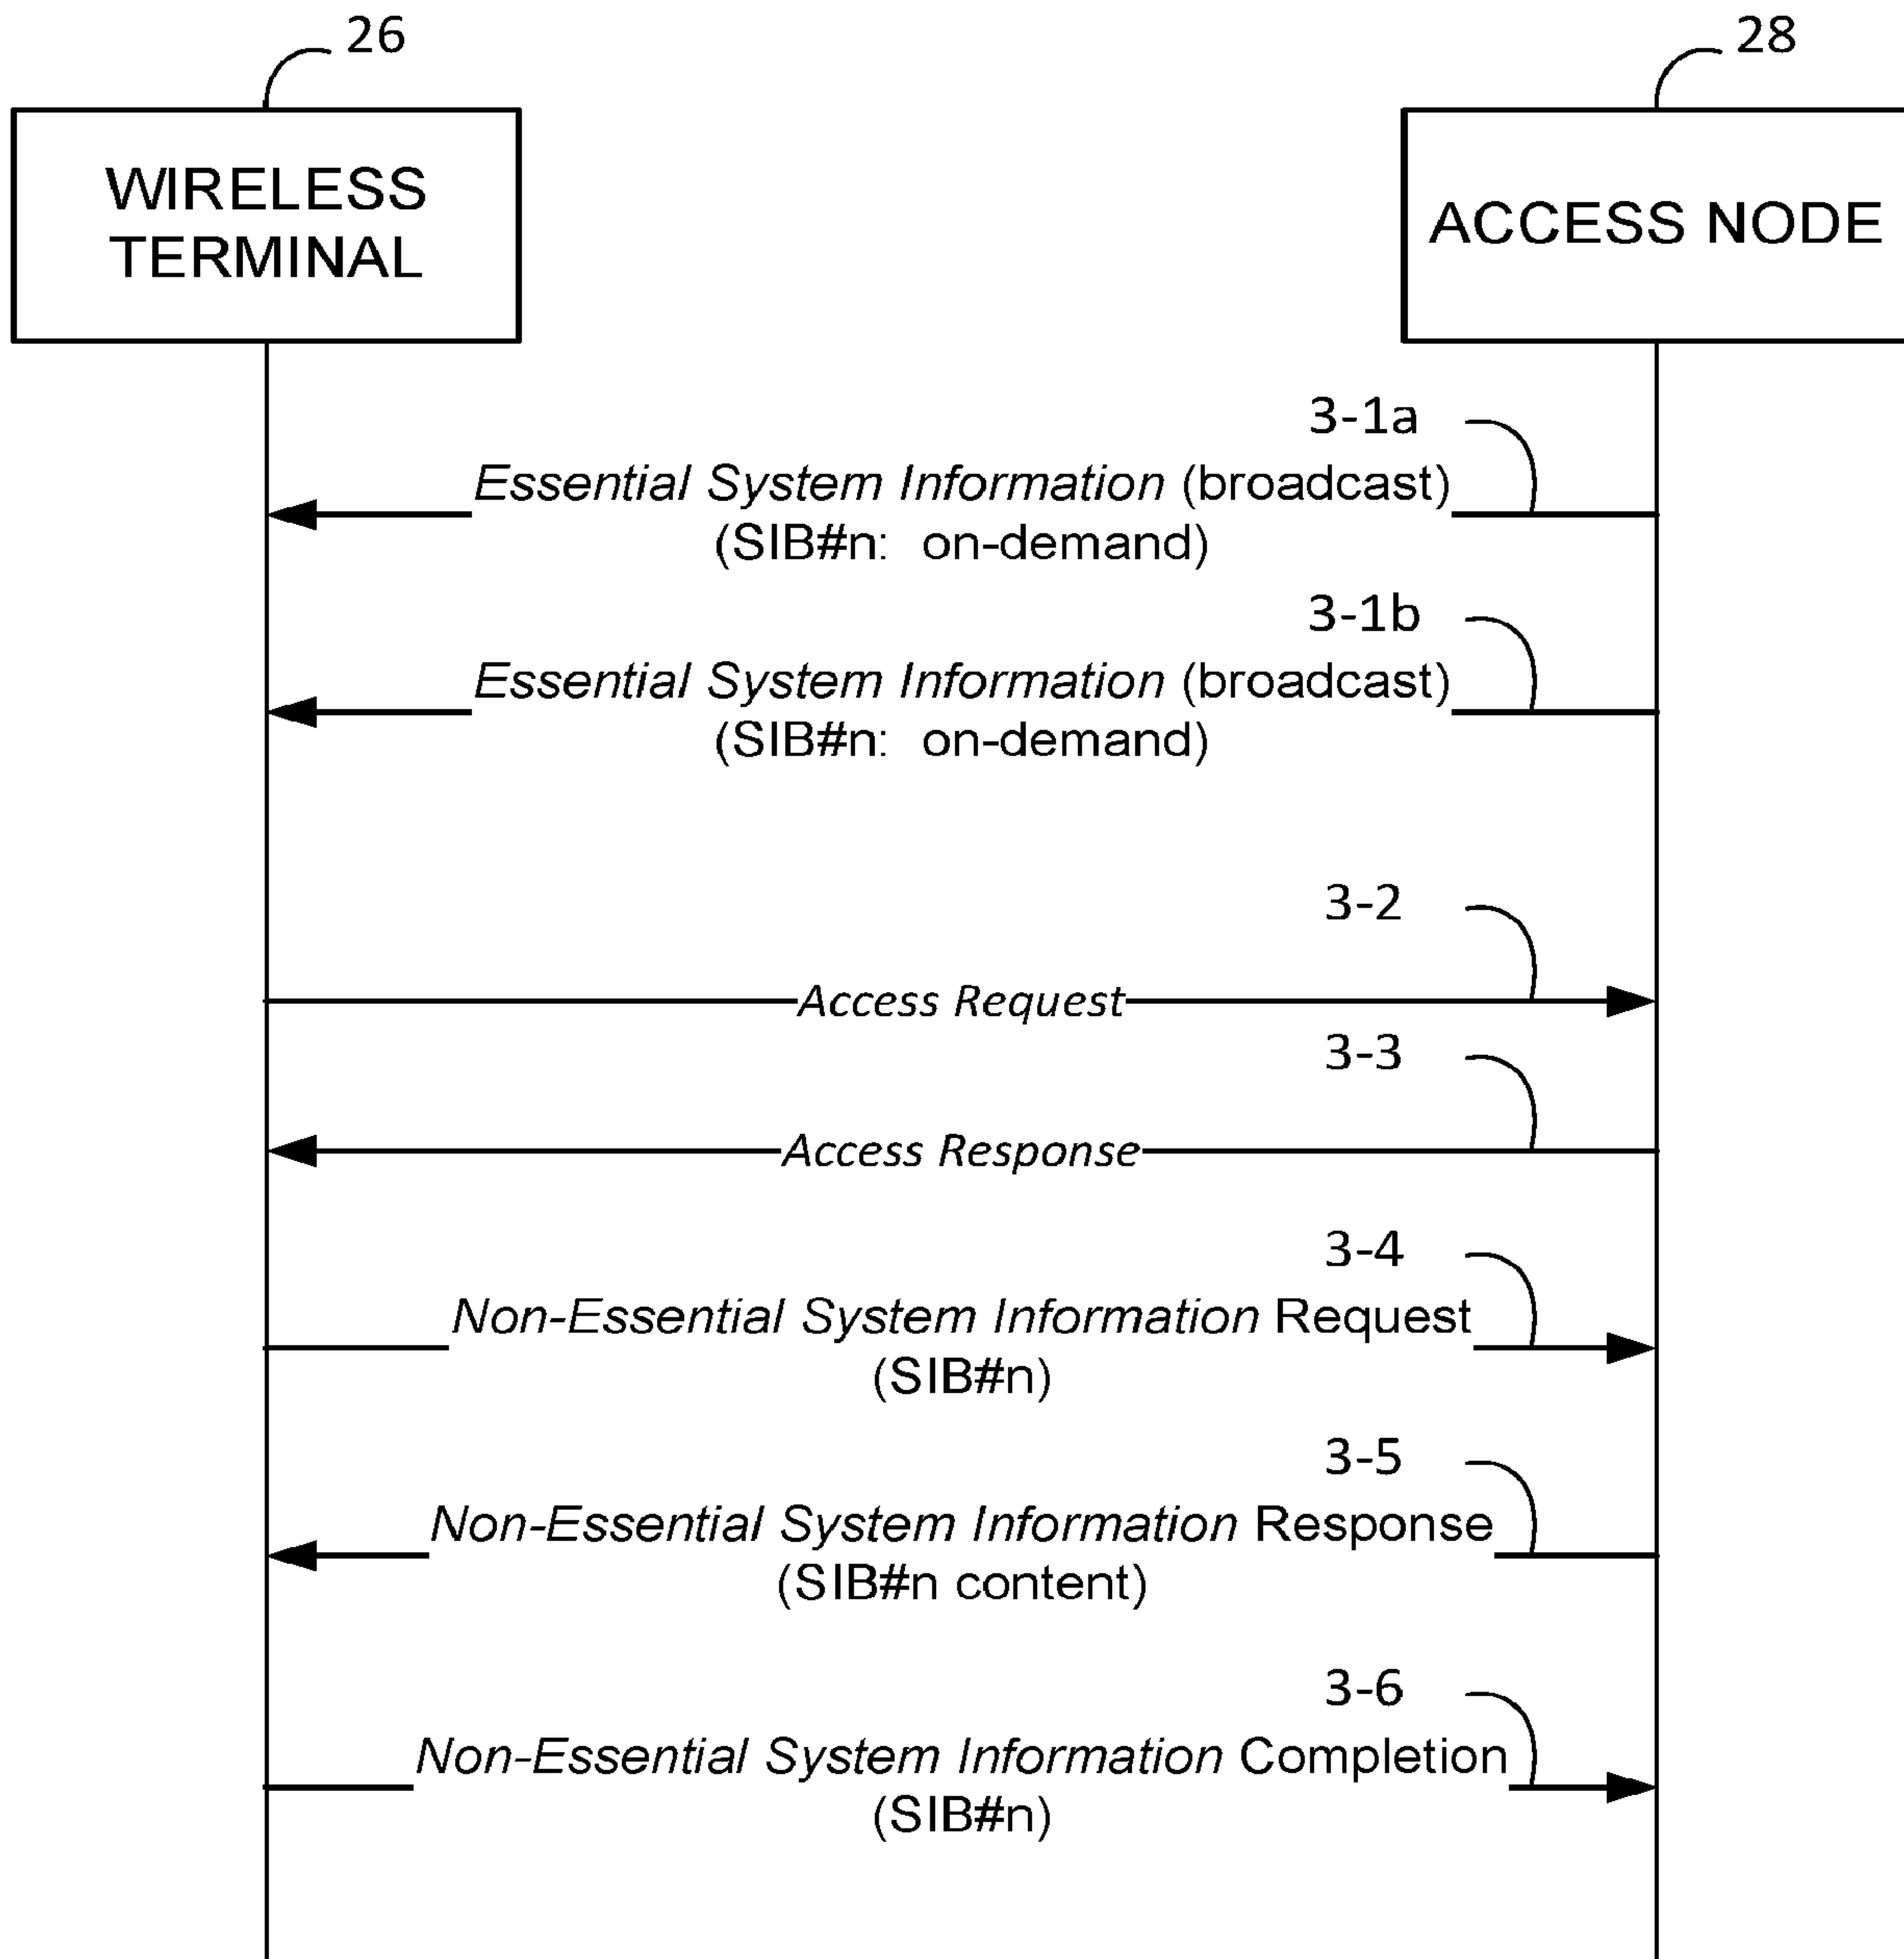 26
28
WIRELESS
TERMINAL
ACCESS NODE
3-1a
Essential System Information (broadcast)
(SIB#n: on-demand)
3-1b
Essential System Information (broadcast)
(SIB#n: on-demand)
3-2
Access Request
3-3
Access Response
3-4
Non-Essential System Information Request
(SIB#n)
3-5
Non-Essential System Information Response
(SIB#n content)
3-6
Non-Essential System Information Completion
(SIB#n)